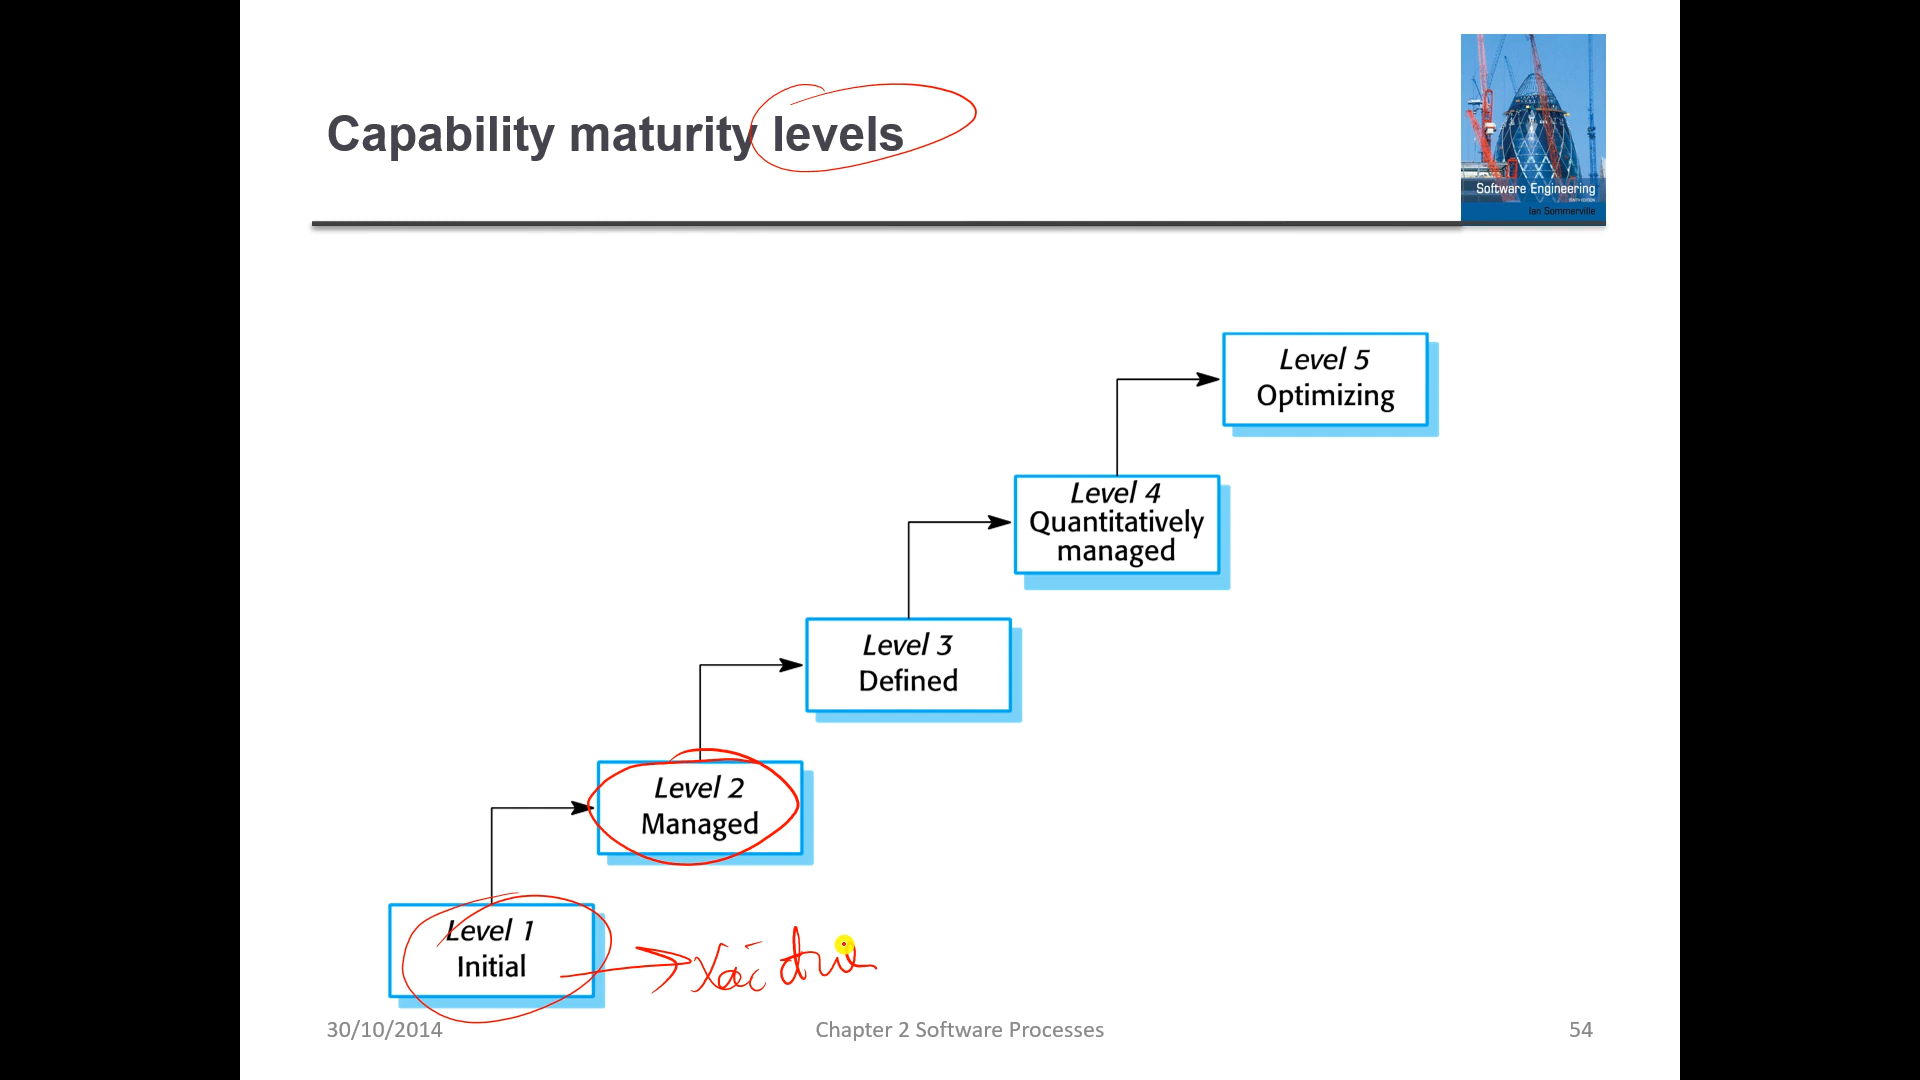 Capability maturity levels
Software Engineering
Ian Sommerville
Level 5
Optimizing
Level 4
Quantitatively
managed
Level 3
Defined
Level 2
Managed
Level 1
Initial
Xác
30/10/2014
Chapter 2 Software Processes
54